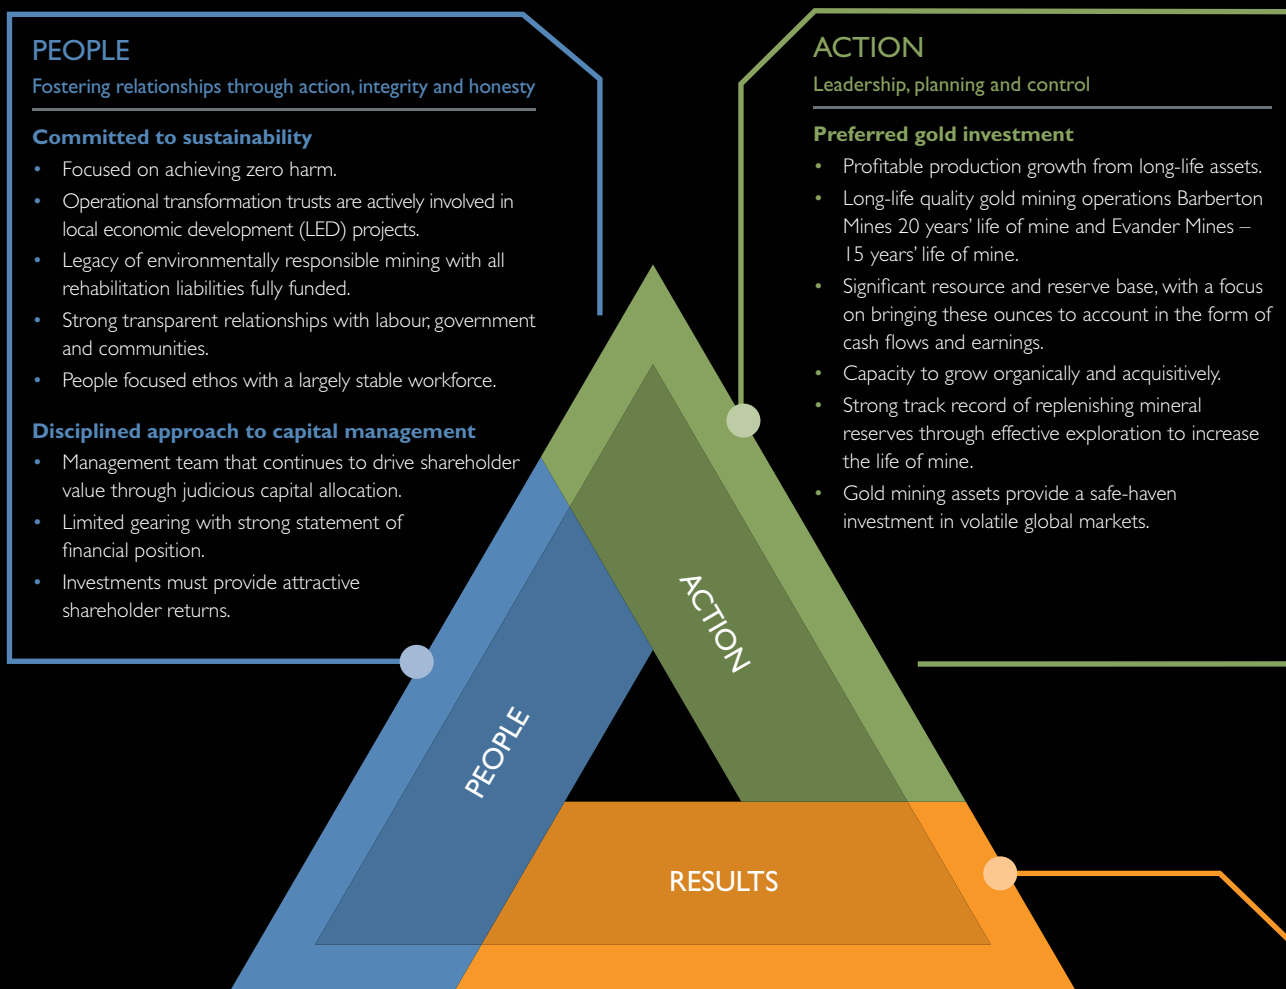 PEOPLE
Fostering relationships through action, integrity and honesty
Committed to sustainability
• Focused on achieving zero harm.
• Operational transformation trusts are actively involved in
local economic development (LED) projects.
• Legacy of environmentally responsible mining with all
rehabilitation liabilities fully funded.
• Strong transparent relationships with labour, government
and communities.
• People focused ethos with a largely stable workforce.
Disciplined approach to capital management
• Management team that continues to drive shareholder
value through judicious capital allocation.
• Limited gearing with strong statement of
financial position.
• Investments must provide attractive
shareholder returns.
ACTION
Leadership, planning and control
Preferred gold investment
• Profitable production growth from long-life assets.
• Long-life quality gold mining operations Barberton
Mines 20 years' life of mine and Evander Mines –
15 years' life of mine.
• Significant resource and reserve base, with a focus
on bringing these ounces to account in the form of
cash flows and earnings.
• Capacity to grow organically and acquisitively.
• Strong track record of replenishing mineral
reserves through effective exploration to increase
the life of mine.
• Gold mining assets provide a safe-haven
investment in volatile global markets.
ACTION
PEOPLE
RESULTS